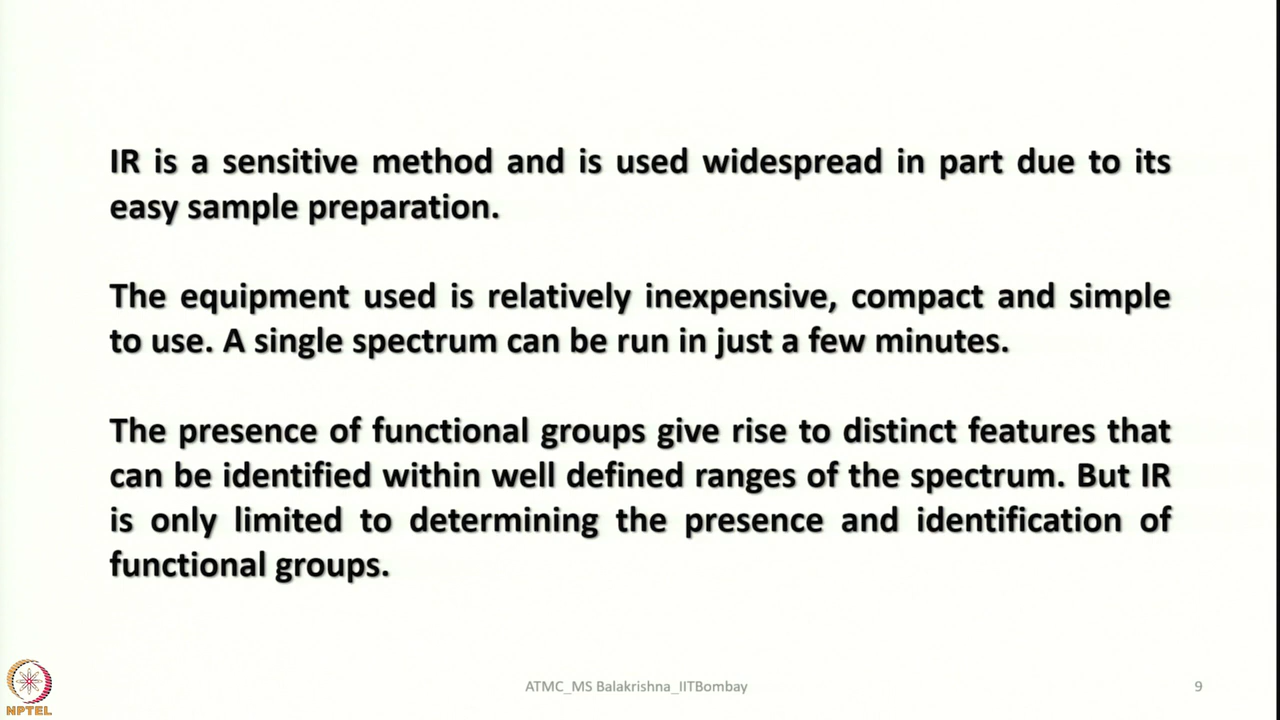 IR is a sensitive method and is used widespread in part due to its
easy sample preparation.
The equipment used is relatively inexpensive, compact and simple
to use. A single spectrum can be run in just a few minutes.
The presence of functional groups give rise to distinct features that
can be identified within well defined ranges of the spectrum. But IR
is only limited to determining the presence and identification of
functional groups.
NPTEL
ATMC_MS Balakrishna_IITBombay
9